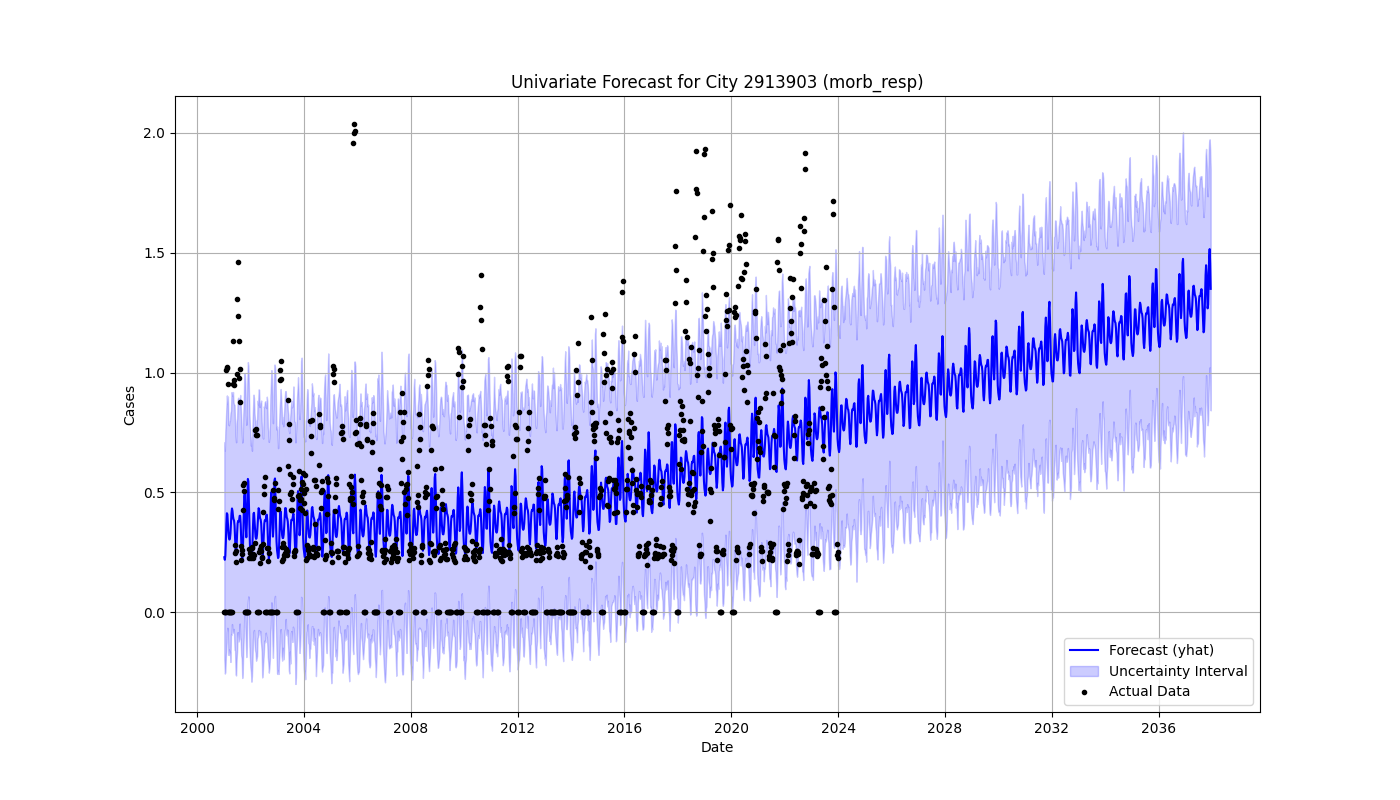 Univariate Forecast for City 2913903 (morb_resp)
Cases
2.0
1.5
1.0
0.5
0.0
2000 2004 2008 2012 2016 2020 2024 2028 2032 2036
Date
Forecast (yhat)
Uncertainty Interval
Actual Data